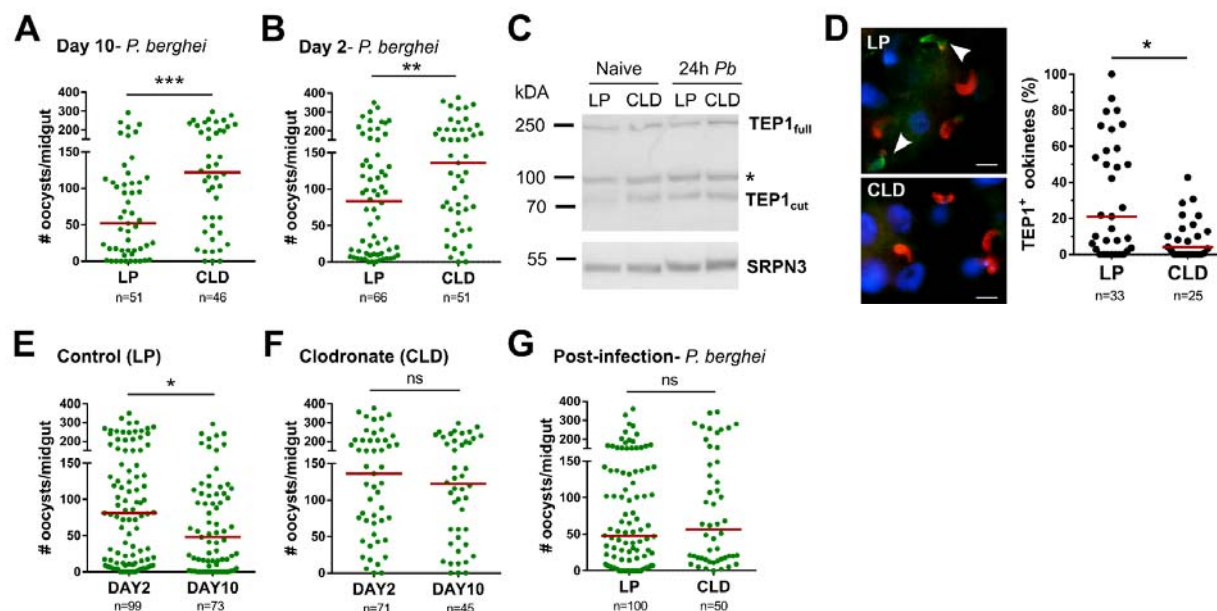 A
Day 10- P. berghei
***
# oocysts/midgut
400
300
200
150
100
50
0
LP
CLD
n=51
n=46
B
Day 2- P. berghei
**
# oocysts/midgut
400
300
200
150
100
50
0
LP
CLD
n=66
n=51
C
Naive
24h Pb
kDA
LP
CLD
LP
CLD
250
TEP1full
100
*
70
TEP1cut
55
SRPN3
D
LP
CLD
*
TEP1+ ookinetes (%)
100
80
60
40
20
0
LP
CLD
n=33
n=25
E
Control (LP)
*
# oocysts/midgut
400
300
200
150
100
50
0
DAY2
DAY10
n=99
n=73
F
Clodronate (CLD)
ns
# oocysts/midgut
400
300
200
150
100
50
0
DAY2
DAY10
n=71
n=45
G
Post-infection- P. berghei
ns
# oocysts/midgut
400
300
200
150
100
50
0
LP
CLD
n=100
n=50